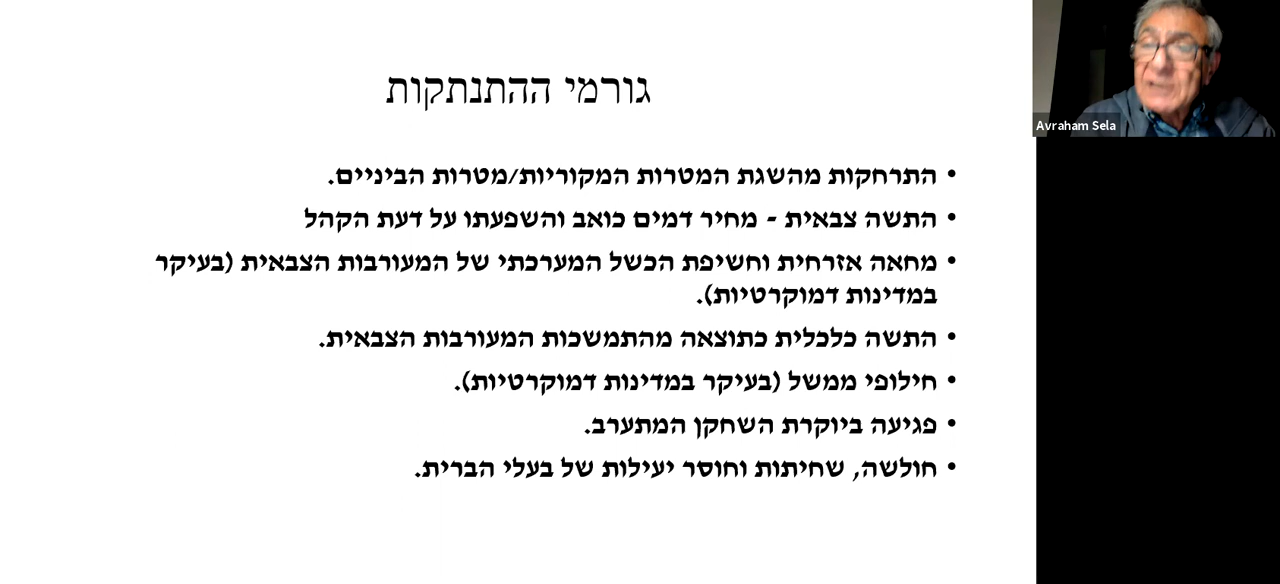 גורמי ההתנתקות
• התרחקות מהשגת המטרות המקוריות/מטרות הביניים.
• התשה צבאית - מחיר דמים כואב והשפעתו על דעת הקהל
• מחאה אזרחית וחשיפת הכשל המערכתי של המעורבות הצבאית (בעיקר
במדינות דמוקרטיות).
• התשה כלכלית כתוצאה מהתמשכות המעורבות הצבאית.
• חילופי ממשל (בעיקר במדינות דמוקרטיות).
• פגיעה ביוקרת השחקן המתערב.
• חולשה, שחיתות וחוסר יעילות של בעלי הברית.
Avraham Sela